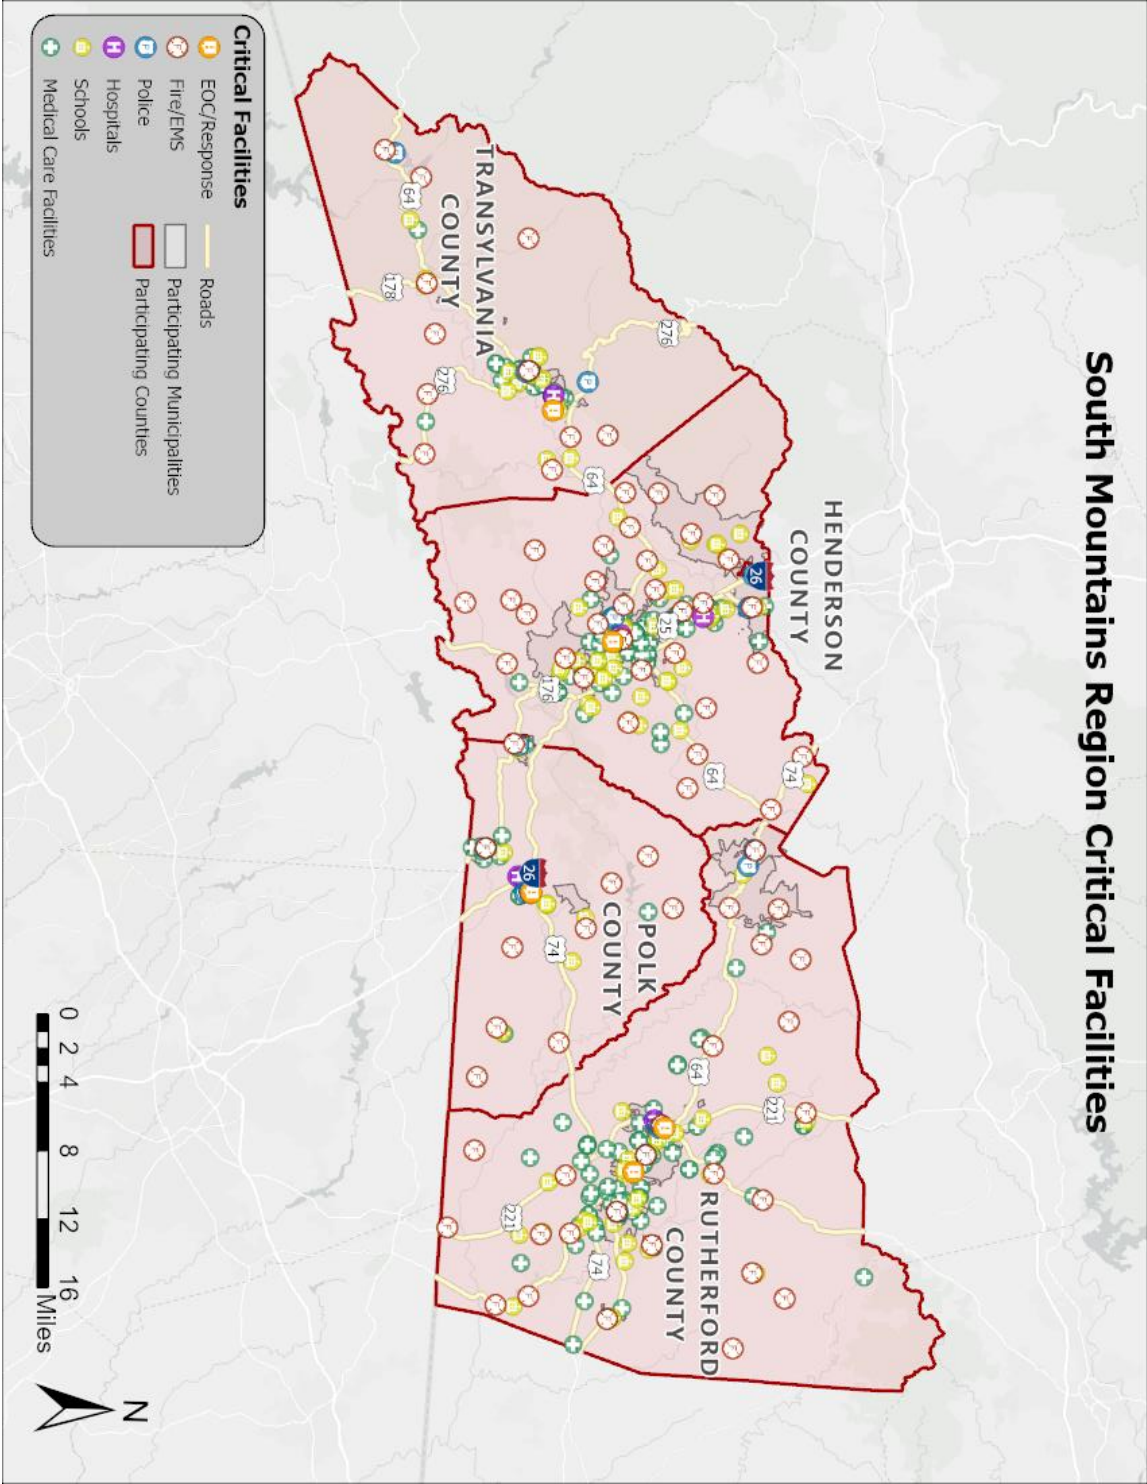 South Mountains Region Critical Facilities
HENDERSON
COUNTY
TRANSYLVANIA
COUNTY
POLK
COUNTY
RUTHERFORD
COUNTY
276
64
178
276
64
26
25
176
64
74
26
74
64
221
221
74
Critical Facilities
EOC/Response
Fire/EMS
Police
Hospitals
Schools
Medical Care Facilities
Roads
Participating Municipalities
Participating Counties
0 2 4 8 12 16
Miles
N